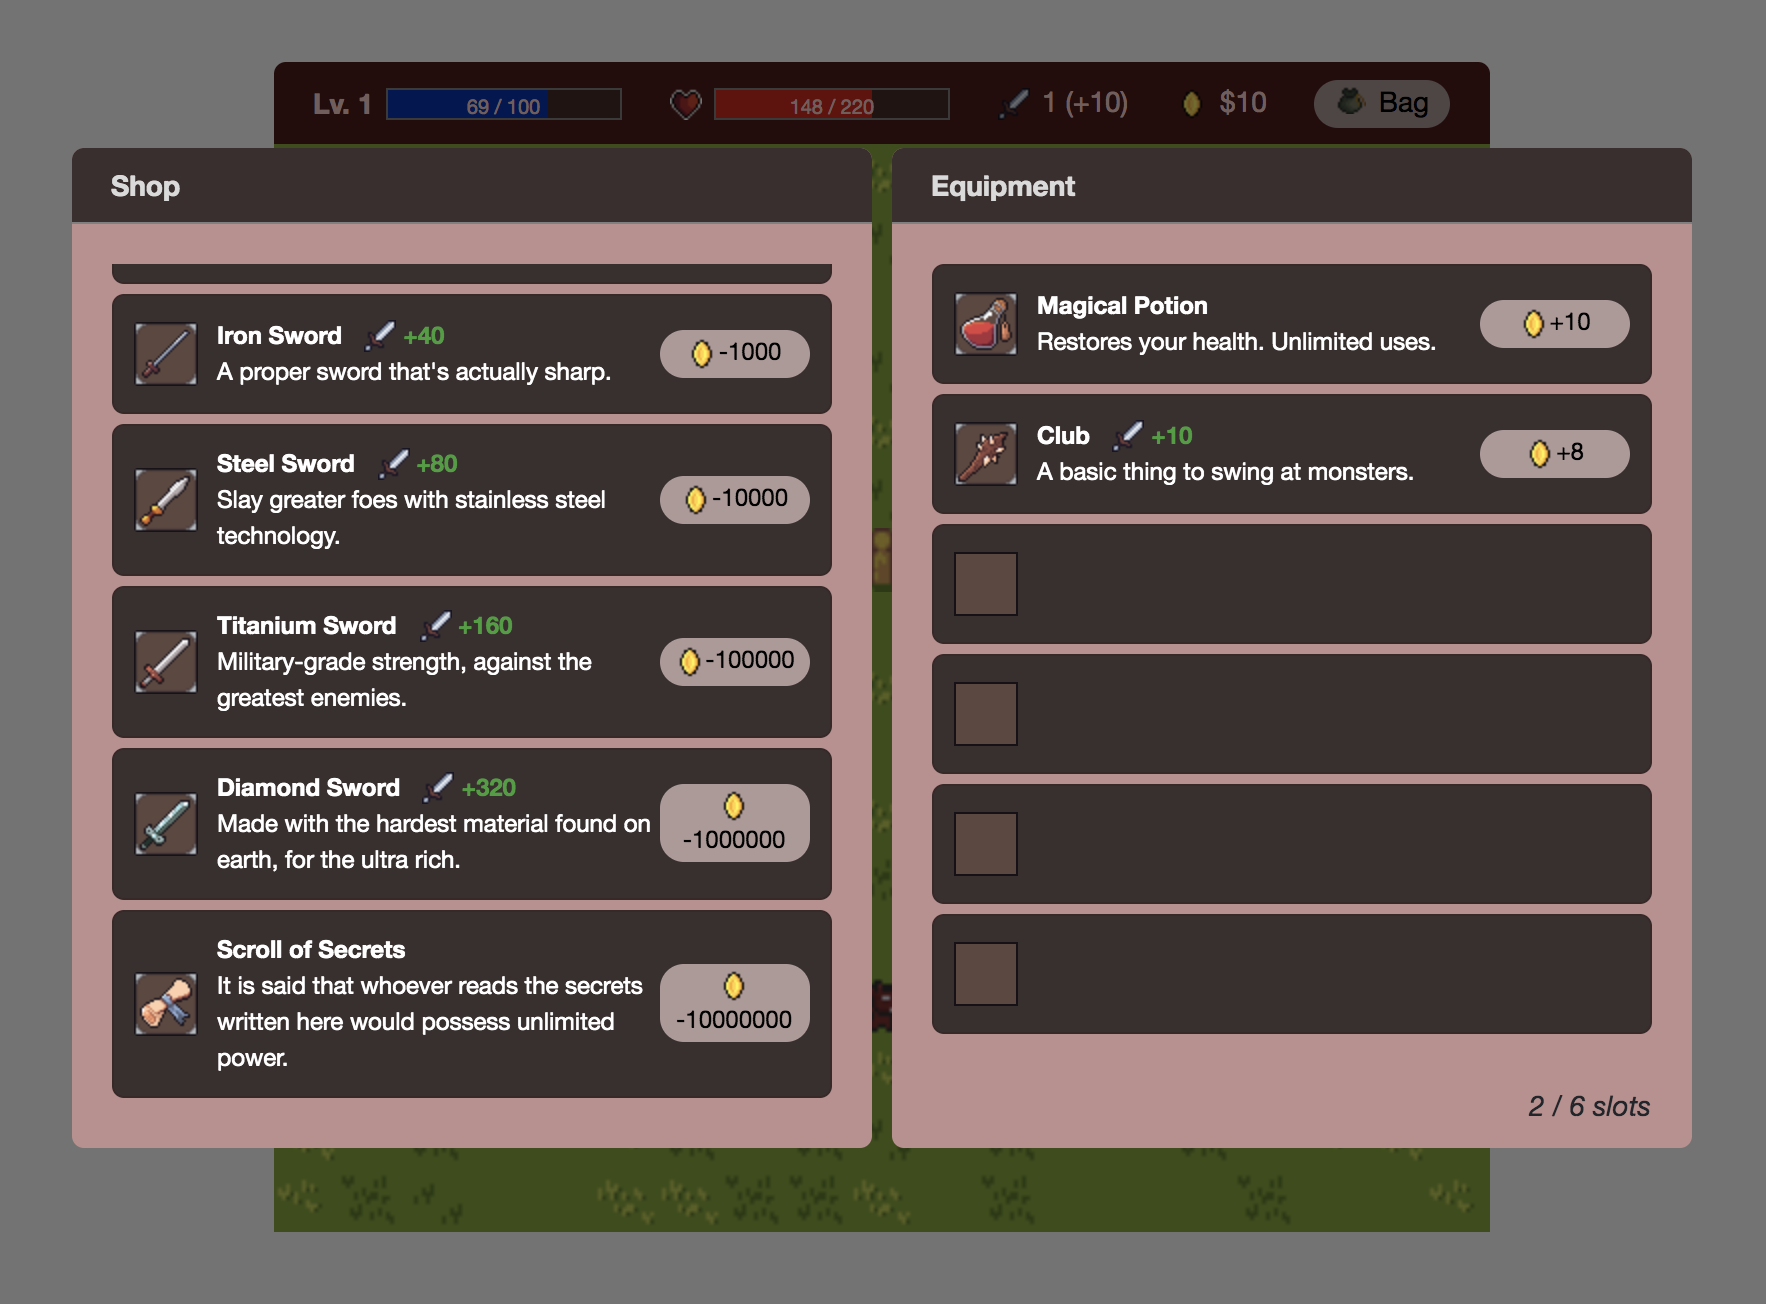 Lv. 1 69 / 100 148 / 220 1 (+10) $10 Bag
Shop
Iron Sword +40
A proper sword that's actually sharp.
-1000
Steel Sword +80
Slay greater foes with stainless steel
technology.
-10000
Titanium Sword +160
Military-grade strength, against the
greatest enemies.
-100000
Diamond Sword +320
Made with the hardest material found on
earth, for the ultra rich.
-1000000
Scroll of Secrets
It is said that whoever reads the secrets
written here would possess unlimited
power.
-10000000
Equipment
Magical Potion
Restores your health. Unlimited uses.
+10
Club +10
A basic thing to swing at monsters.
+8
2 / 6 slots